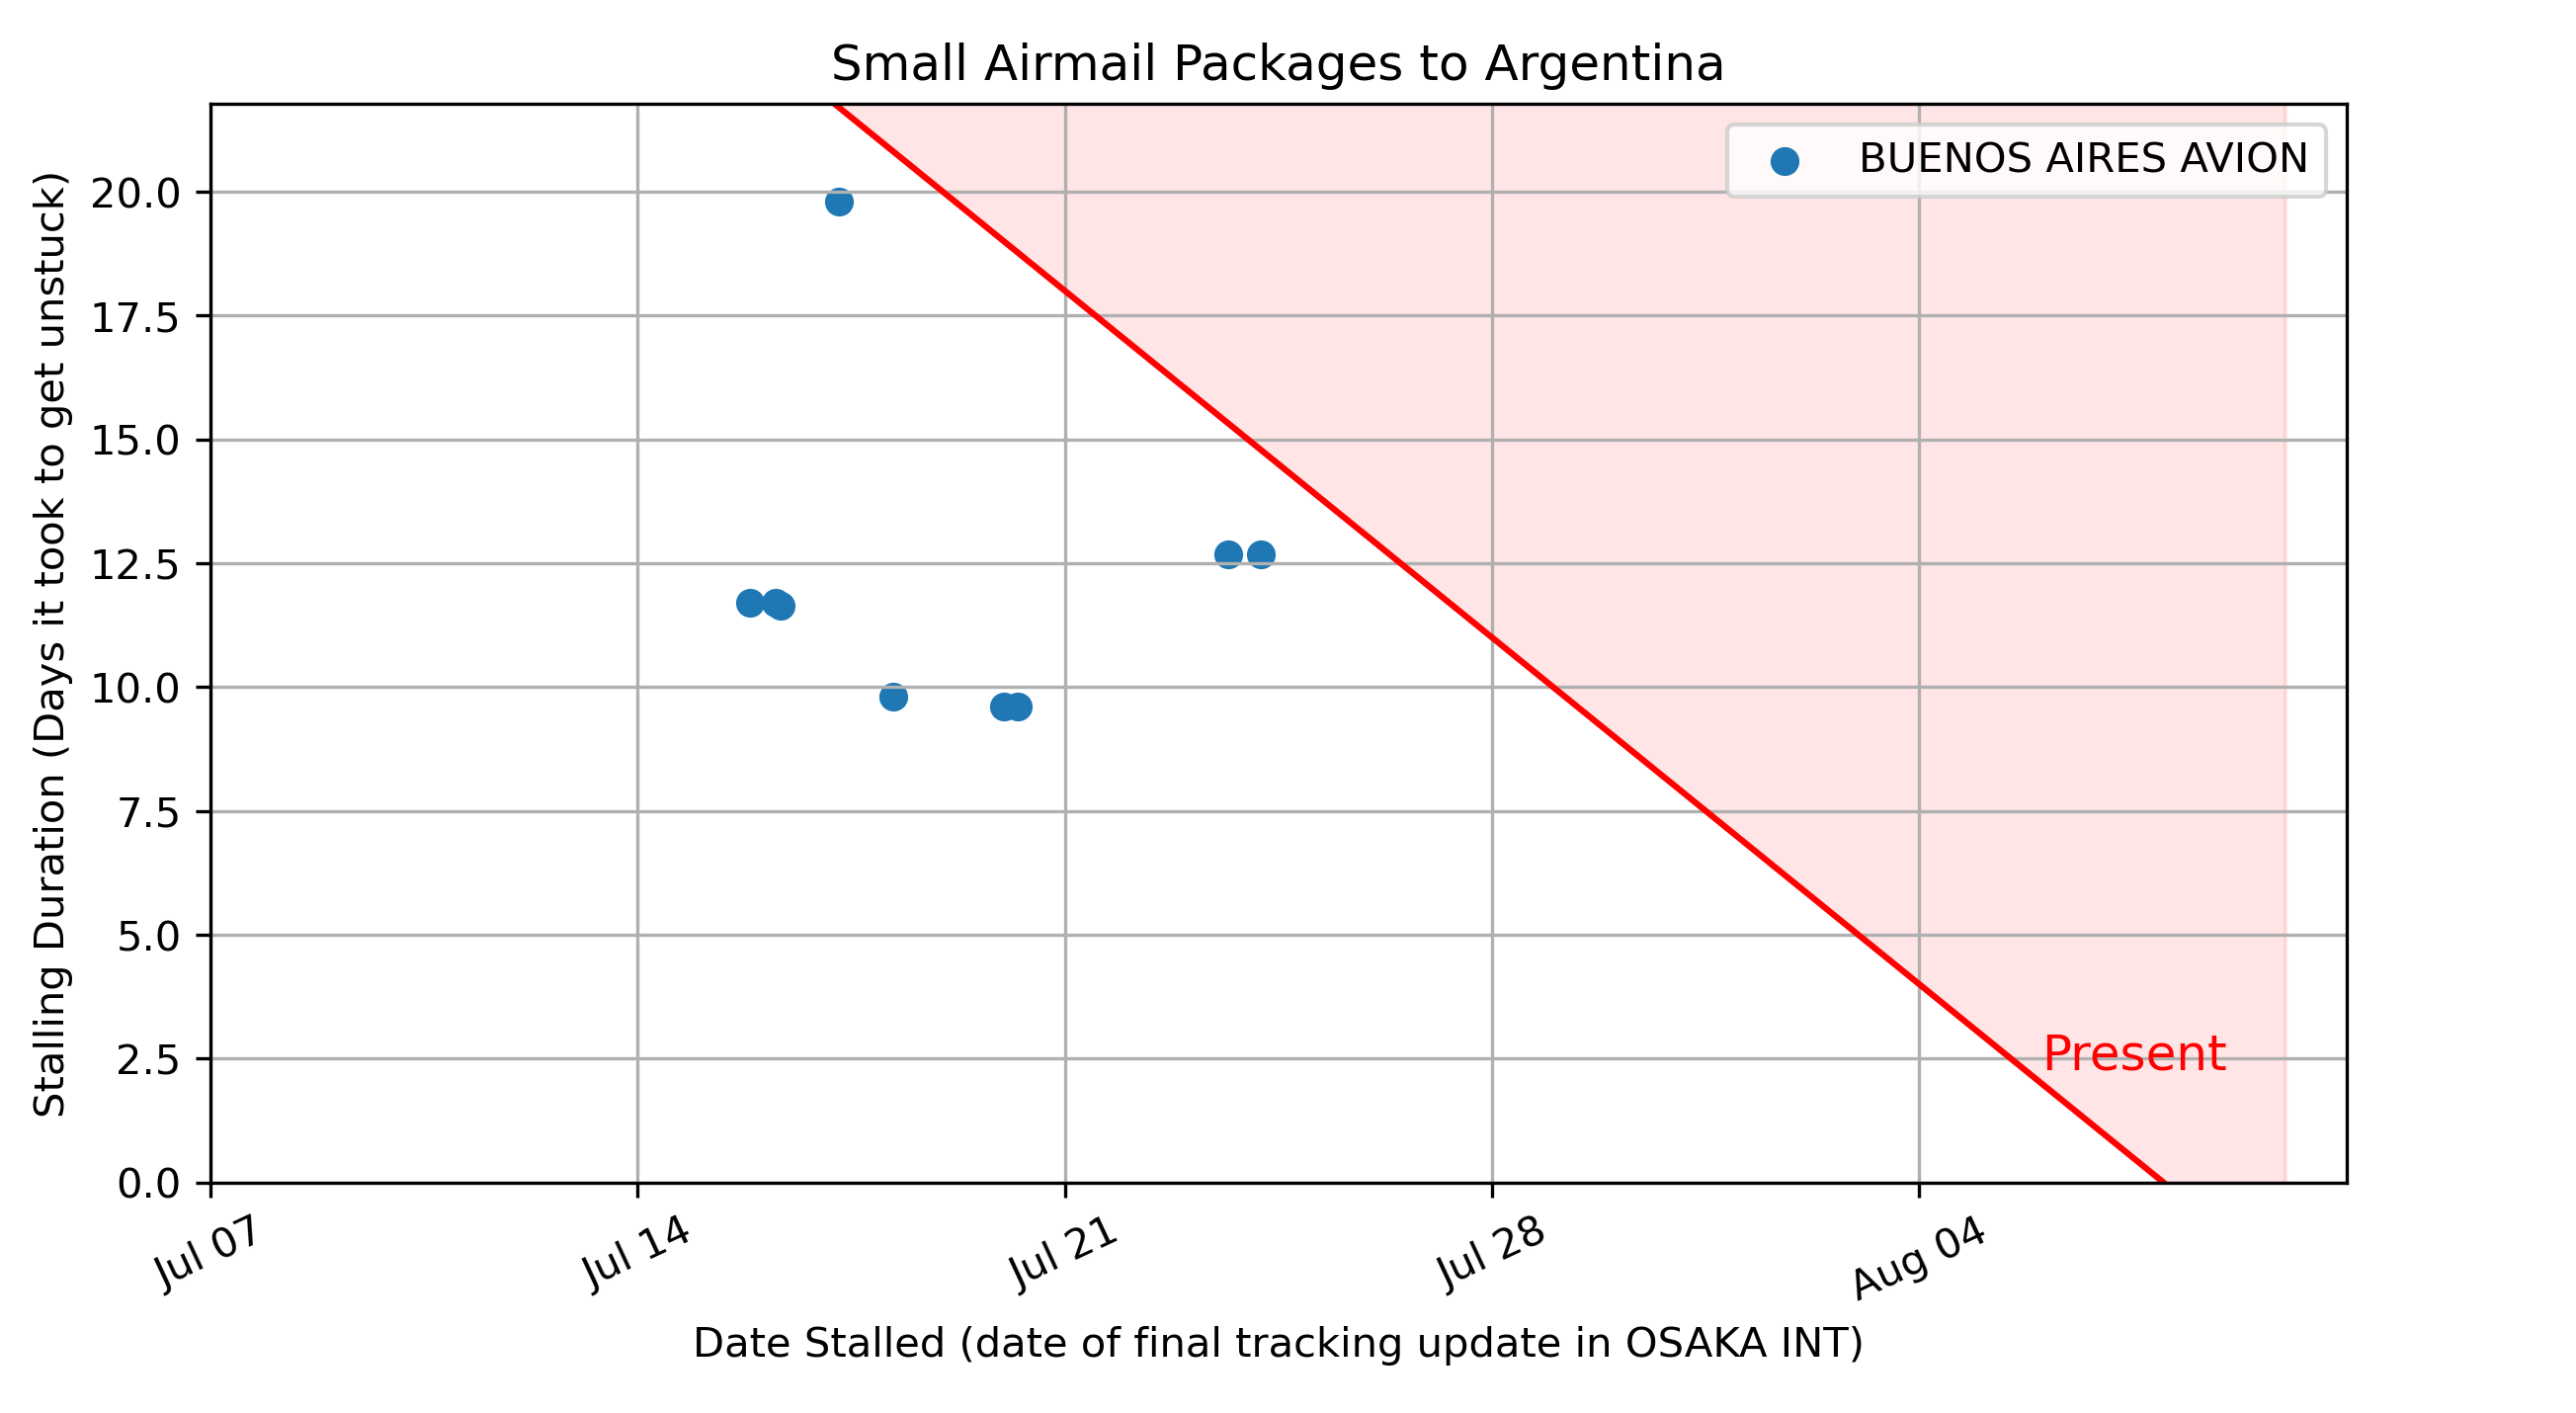 Small Airmail Packages to Argentina
BUENOS AIRES AVION
Stalling Duration (Days it took to get unstuck)
20.0
17.5
15.0
12.5
10.0
7.5
5.0
2.5
0.0
Present
Jul 07
Jul 14
Jul 21
Jul 28
Aug 04
Date Stalled (date of final tracking update in OSAKA INT)